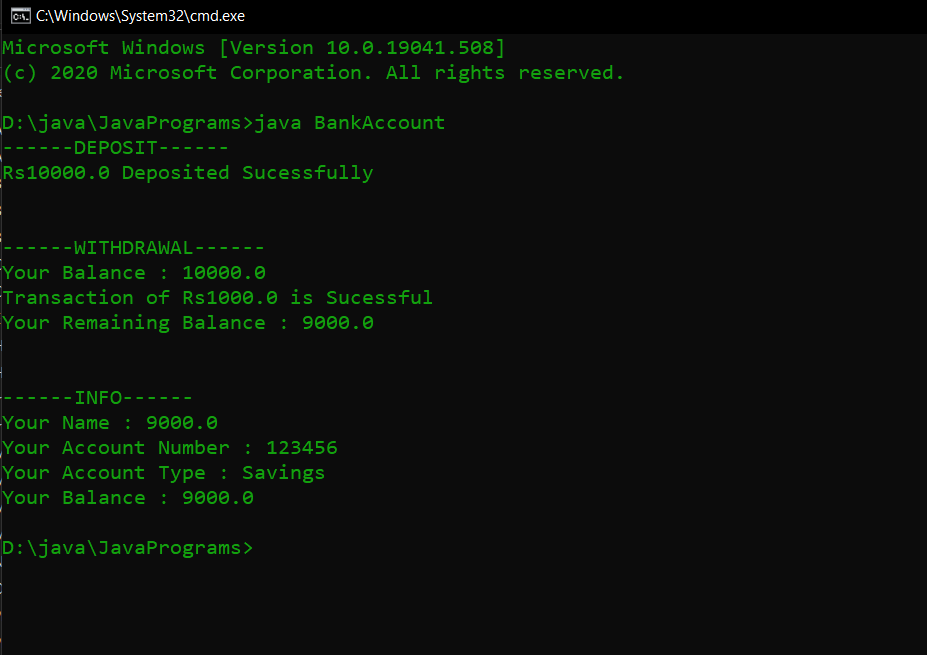 C:\Windows\System32\cmd.exe
Microsoft Windows [Version 10.0.19041.508]
(c) 2020 Microsoft Corporation. All rights reserved.
D:\java\JavaPrograms>java BankAccount
------DEPOSIT------
Rs10000.0 Deposited Sucessfully
------WITHDRAWAL------
Your Balance : 10000.0
Transaction of Rs1000.0 is Sucessful
Your Remaining Balance : 9000.0
------INFO------
Your Name : 9000.0
Your Account Number : 123456
Your Account Type : Savings
Your Balance : 9000.0
D:\java\JavaPrograms>